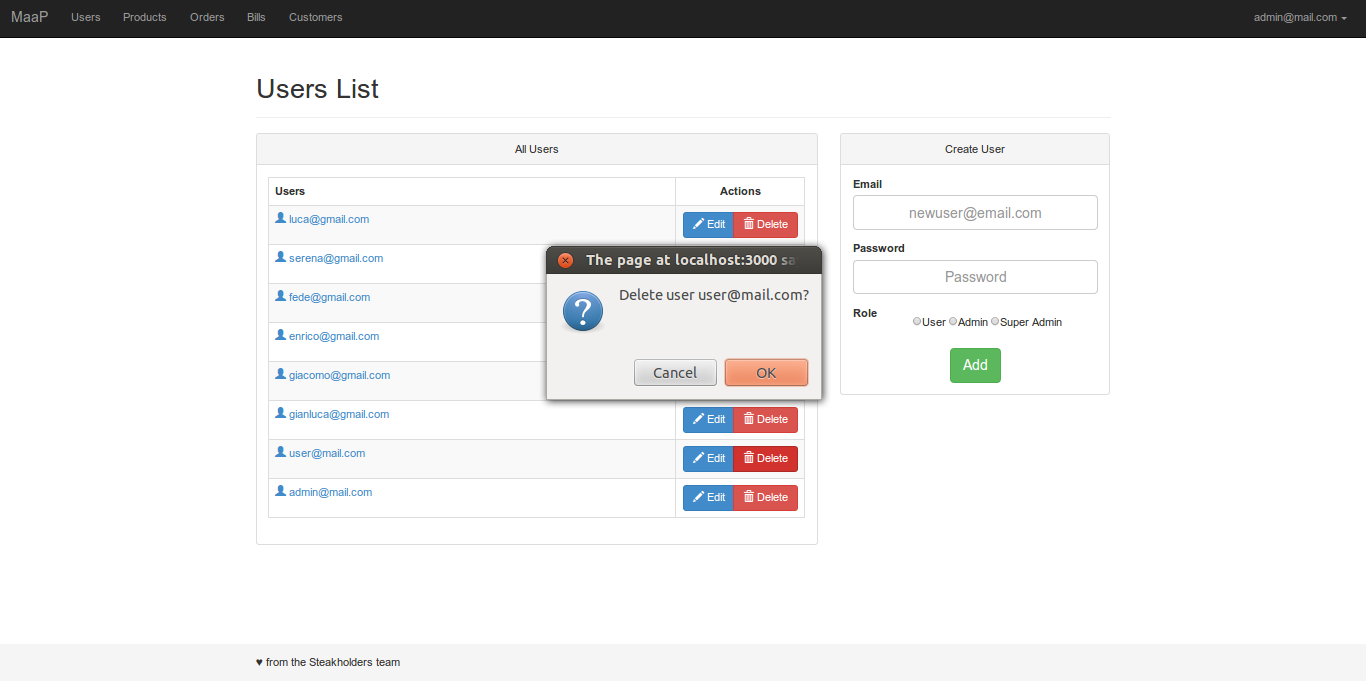 MaaP Users Products Orders Bills Customers admin@mail.com
Users List
All Users
Users Actions
luca@gmail.com Edit Delete
serena@gmail.com
fede@gmail.com
enrico@gmail.com
giacomo@gmail.com
gianluca@gmail.com Edit Delete
user@mail.com Edit Delete
admin@mail.com Edit Delete
The page at localhost:3000 sa
Delete user user@mail.com?
Cancel OK
Create User
Email
newuser@email.com
Password
Password
Role User Admin Super Admin
Add
♥ from the Steakholders team